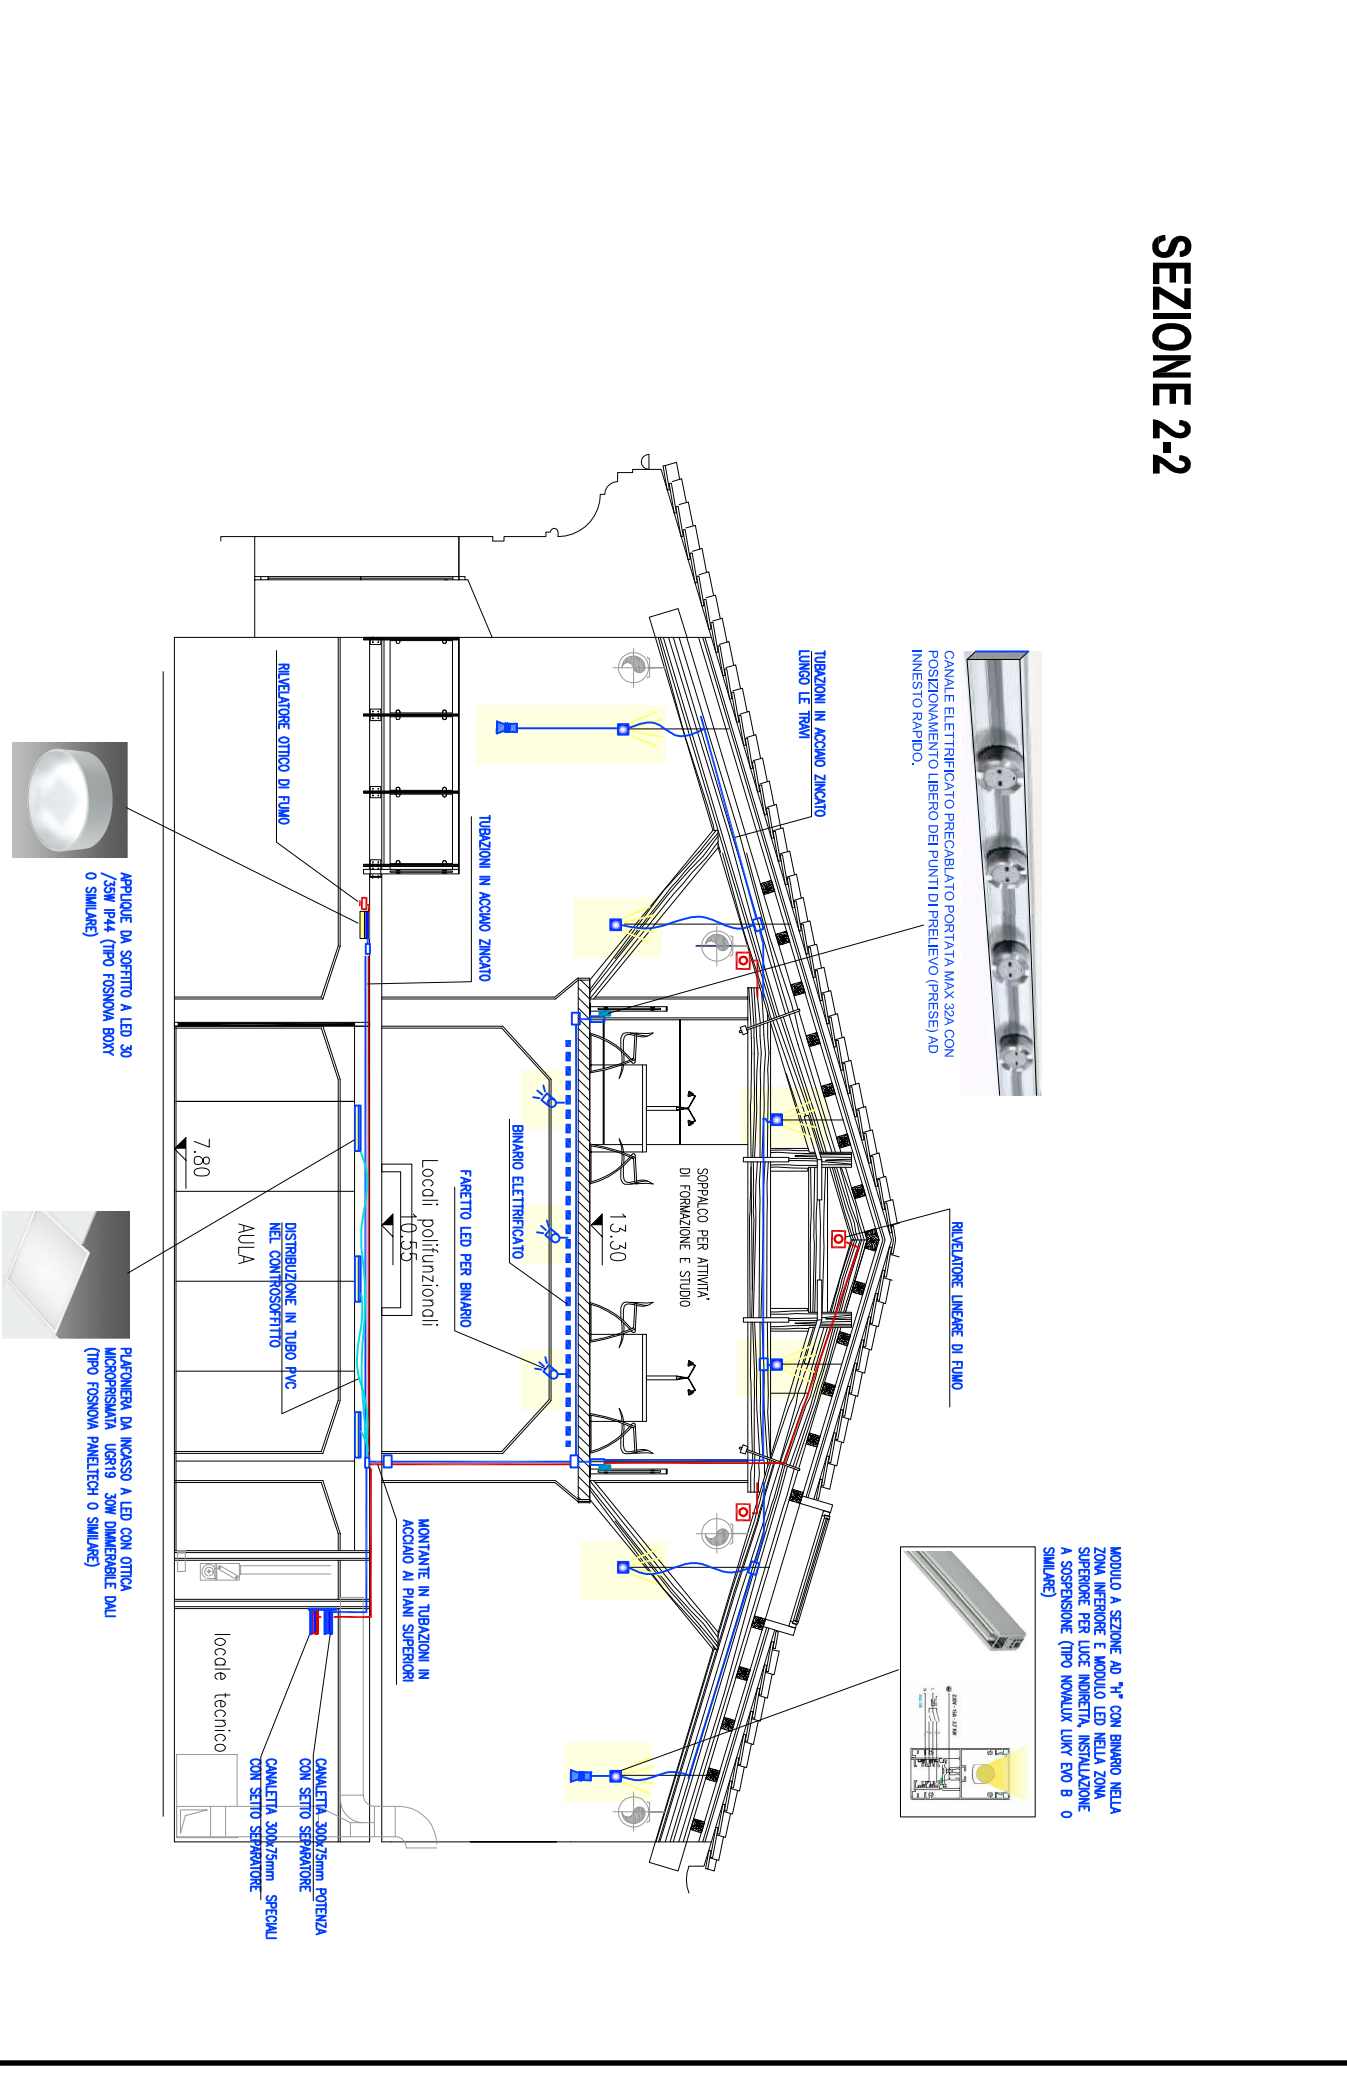 SEZIONE 2-2
CANALE ELETTRIFICATO PRECABLATO PORTATA MAX 32A CON
POSIZIONAMENTO LIBERO DEI PUNTI DI PRELIEVO (PRESE) AD
INNESTO RAPIDO.
MODULO A SEZIONE AD "H" CON BINARIO NELLA
ZONA INFERIORE E MODULO LED NELLA ZONA
SUPERIORE PER LUCE INDIRETTA, INSTALLAZIONE
A SOSPENSIONE (TIPO NOVALUX LUKY EVO B O
SIMILARE)
230V - 16A - 3,7 KW
L
N
RILVELATORE LINEARE DI FUMO
TUBAZIONI IN ACCIAIO ZINCATO
LUNGO LE TRAVI
SOPPALCO PER ATTIVITA'
DI FORMAZIONE E STUDIO
13.30
BINARIO ELETTRIFICATO
FARETTO LED PER BINARIO
TUBAZIONI IN ACCIAIO ZINCATO
Locali polifunzionali
10.55
MONTANTE IN TUBAZIONI IN
ACCIAIO AI PIANI SUPERIORI
RILVELATORE OTTICO DI FUMO
DISTRIBUZIONE IN TUBO PVC
NEL CONTROSOFFITTO
AULA
7.80
locale tecnico
CANALETTA 300x75mm POTENZA
CON SETTO SEPARATORE
CANALETTA 300x75mm SPECIALI
CON SETTO SEPARATORE
APPLIQUE DA SOFFITTO A LED 30
/35W IP44 (TIPO FOSNOVA BOXY
O SIMILARE)
PLAFONIERA DA INCASSO A LED CON OTTICA
MICROPRISMATA UGR19 30W DIMMERABILE DALI
(TIPO FOSNOVA PANELTECH O SIMILARE)